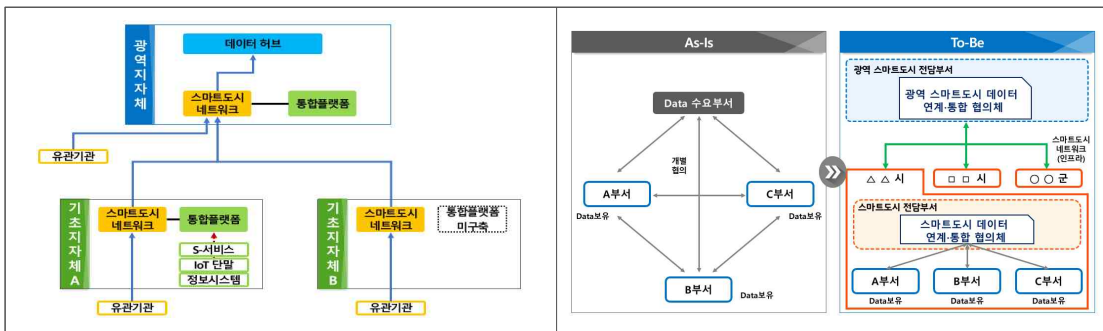 광
역
지
자
체
데이터 허브
스마트도시
네트워크
통합플랫폼
유관기관
기
초
지
자
체
A
스마트도시
네트워크
통합플랫폼
S-서비스
IoT 단말
정보시스템
유관기관
기
초
지
자
체
B
스마트도시
네트워크
통합플랫폼
미구축
유관기관
As-Is
Data 수요부서
개별
협의
A부서
Data보유
C부서
Data보유
B부서
Data보유
To-Be
광역 스마트도시 전담부서
광역 스마트도시 데이터
연계·통합 협의체
스마트도시
네트워크
(인프라)
△ △ 시
□ □ 시
○ ○ 군
스마트도시 전담부서
스마트도시 데이터
연계·통합 협의체
A부서
B부서
C부서
Data보유
Data보유
Data보유